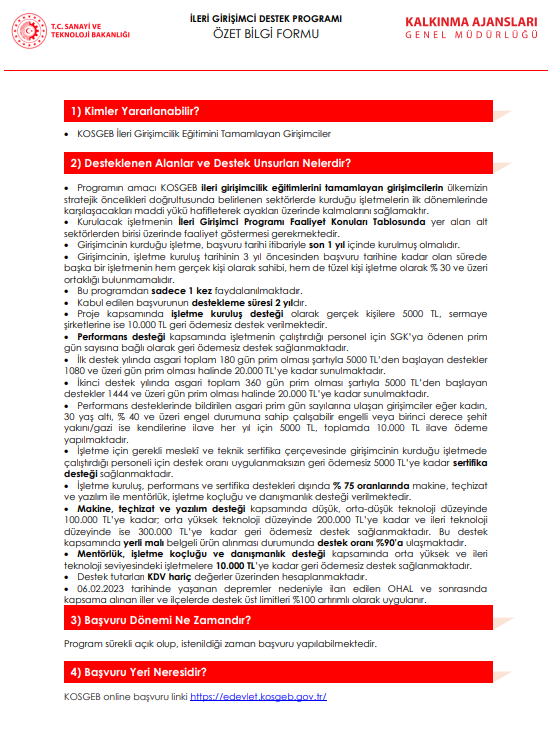 T.C. SANAYİ VE
TEKNOLOJİ BAKANLIĞI
İLERİ GİRİŞİMCİ DESTEK PROGRAMI
ÖZET BİLGİ FORMU
KALKINMA AJANSLARI
GENEL MÜDÜRLÜĞÜ
1) Kimler Yararlanabilir?
• KOSGEB İleri Girişimcilik Eğitimini Tamamlayan Girişimciler
2) Desteklenen Alanlar ve Destek Unsurları Nelerdir?
• Programın amacı KOSGEB ileri girişimcilik eğitimlerini tamamlayan girişimcilerin ülkemizin
stratejik öncelikleri doğrultusunda belirlenen sektörlerde kurduğu işletmelerin ilk dönemlerinde
karşılaşacakları maddi yükü hafifleterek ayakları üzerinde kalmalarını sağlamaktır.
• Kurulacak işletmenin İleri Girişimci Programı Faaliyet Konuları Tablosunda yer alan alt
sektörlerden birisi üzerinde faaliyet göstermesi gerekmektedir.
• Girişimcinin kurduğu işletme, başvuru tarihi itibariyle son 1 yıl içinde kurulmuş olmalıdır.
• Girişimcinin, işletme kuruluş tarihinin 3 yıl öncesinden başvuru tarihine kadar olan sürede
başka bir işletmenin hem gerçek kişi olarak sahibi, hem de tüzel kişi işletme olarak % 30 ve üzeri
ortaklığı bulunmamalıdır.
• Bu programdan sadece 1 kez faydalanılmaktadır.
• Kabul edilen başvurunun destekleme süresi 2 yıldır.
• Proje kapsamında işletme kuruluş desteği olarak gerçek kişilere 5000 TL, sermaye
şirketlerine ise 10.000 TL geri ödemesiz destek verilmektedir.
• Performans desteği kapsamında işletmenin çalıştırdığı personel için SGK'ya ödenen prim
gün sayısına bağlı olarak geri ödemesiz destek sağlanmaktadır.
• İlk destek yılında asgari toplam 180 gün prim olması şartıyla 5000 TL'den başlayan destekler
1080 ve üzeri gün prim olması halinde 20.000 TL'ye kadar sunulmaktadır.
• İkinci destek yılında asgari toplam 360 gün prim olması şartıyla 5000 TL'den başlayan
destekler 1444 ve üzeri gün prim olması halinde 20.000 TL'ye kadar sunulmaktadır.
• Performans desteklerinde bildirilen asgari prim gün sayılarına ulaşan girişimciler eğer kadın,
30 yaş altı, % 40 ve üzeri engel durumuna sahip çalışabilir engelli veya birinci derece şehit
yakını/gazi ise kendilerine ilave her yıl için 5000 TL, toplamda 10.000 TL ilave ödeme
yapılmaktadır.
• İşletme için gerekli mesleki ve teknik sertifika çerçevesinde girişimcinin kurduğu işletmede
çalıştırdığı personeli için destek oranı uygulanmaksızın geri ödemesiz 5000 TL'ye kadar sertifika
desteği sağlanmaktadır.
• İşletme kuruluş, performans ve sertifika destekleri dışında % 75 oranlarında makine, teçhizat
ve yazılım ile mentörlük, işletme koçluğu ve danışmanlık desteği verilmektedir.
• Makine, teçhizat ve yazılım desteği kapsamında düşük, orta-düşük teknoloji düzeyinde
100.000 TL'ye kadar; orta yüksek teknoloji düzeyinde 200.000 TL'ye kadar ve ileri teknoloji
düzeyinde ise 300.000 TL'ye kadar geri ödemesiz destek sağlanmaktadır. Bu destek
kapsamında yerli malı belgeli ürün alınması durumunda destek oranı %90'a ulaşmaktadır.
• Mentörlük, işletme koçluğu ve danışmanlık desteği kapsamında orta yüksek ve ileri
teknoloji seviyesindeki işletmelere 10.000 TL'ye kadar geri ödemesiz destek sağlanmaktadır.
• Destek tutarları KDV hariç değerler üzerinden hesaplanmaktadır.
• 06.02.2023 tarihinde yaşanan depremler nedeniyle ilan edilen OHAL ve sonrasında
kapsama alınan iller ve ilçelerde destek üst limitleri %100 artırımlı olarak uygulanır.
3) Başvuru Dönemi Ne Zamandır?
Program sürekli açık olup, istenildiği zaman başvuru yapılabilmektedir.
4) Başvuru Yeri Neresidir?
KOSGEB online başvuru linki https://edevlet.kosgeb.gov.tr/